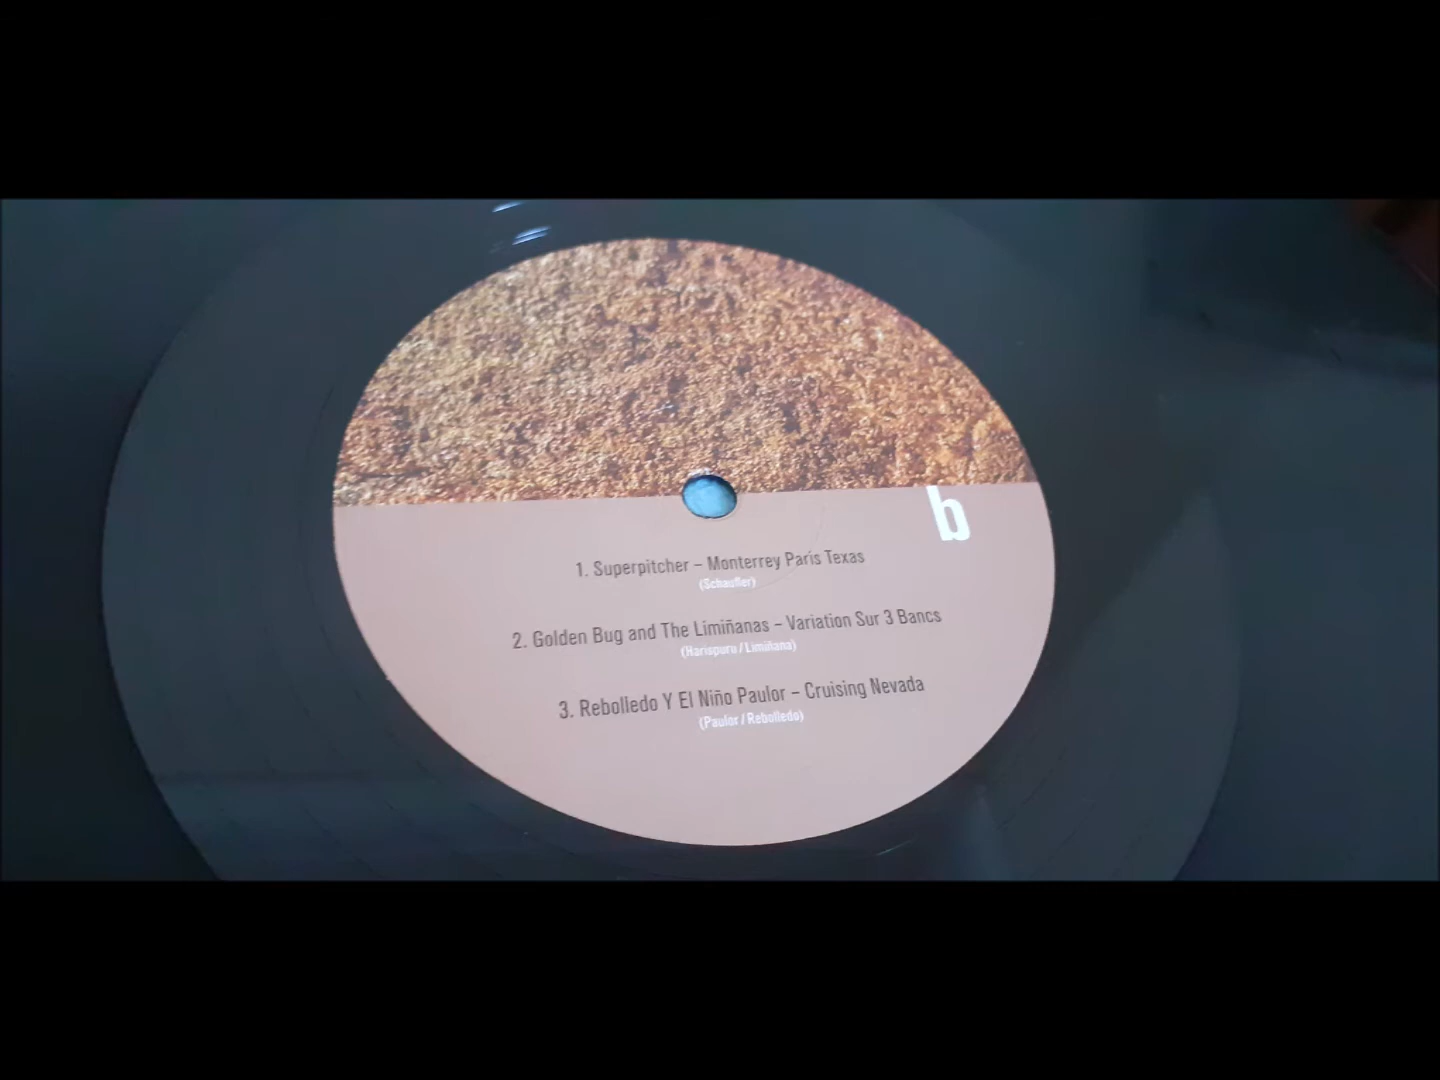 b
1. Superpitcher – Monterrey París Texas
(Schaufler)
2. Golden Bug and The Limiñanas – Variation Sur 3 Bancs
(Harispuru / Limiñana)
3. Rebolledo Y El Niño Paulor – Cruising Nevada
(Paulor / Rebolledo)